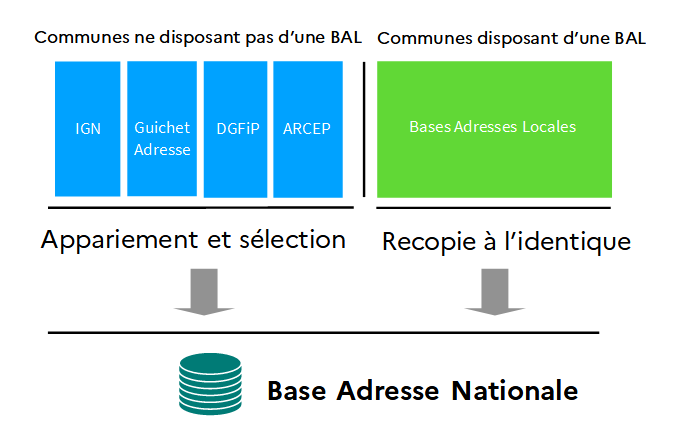 Communes ne disposant pas d’une BAL
Communes disposant d’une BAL
IGN
Guichet
Adresse
DGFiP
ARCEP
Bases Adresses Locales
Appariement et sélection
Recopie à l’identique
Base Adresse Nationale